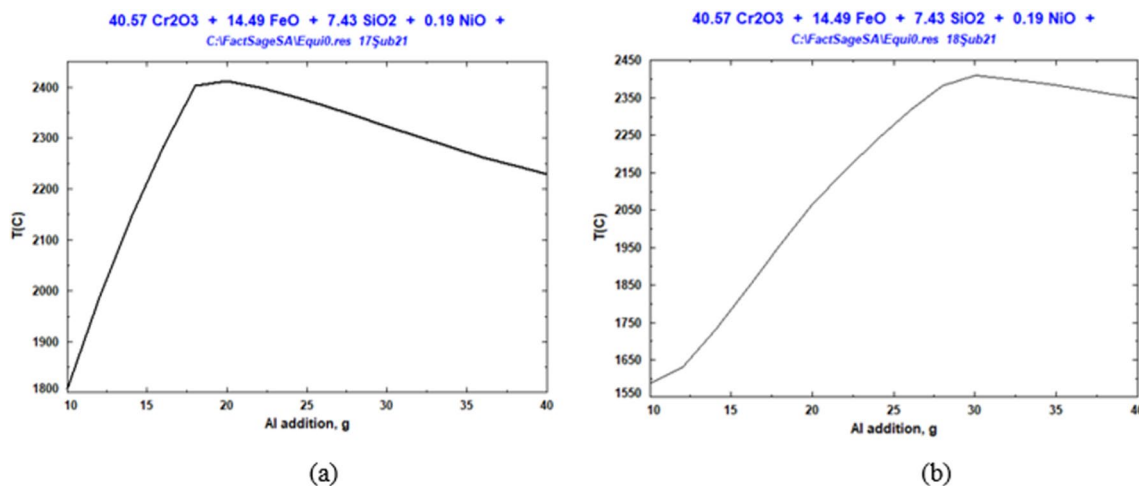 40.57 Cr2O3 + 14.49 FeO + 7.43 SiO2 + 0.19 NiO +
C:\FactSageSA\Equi0.res 17Şub21
2400
2300
2200
2100
2000
1900
1800
T(C)
10 15 20 25 30 35 40
Al addition, g
(a)
40.57 Cr2O3 + 14.49 FeO + 7.43 SiO2 + 0.19 NiO +
C:\FactSageSA\Equi0.res 18Şub21
2450
2350
2250
2150
2050
1950
1850
1750
1650
1550
T(C)
10 15 20 25 30 35 40
Al addition, g
(b)